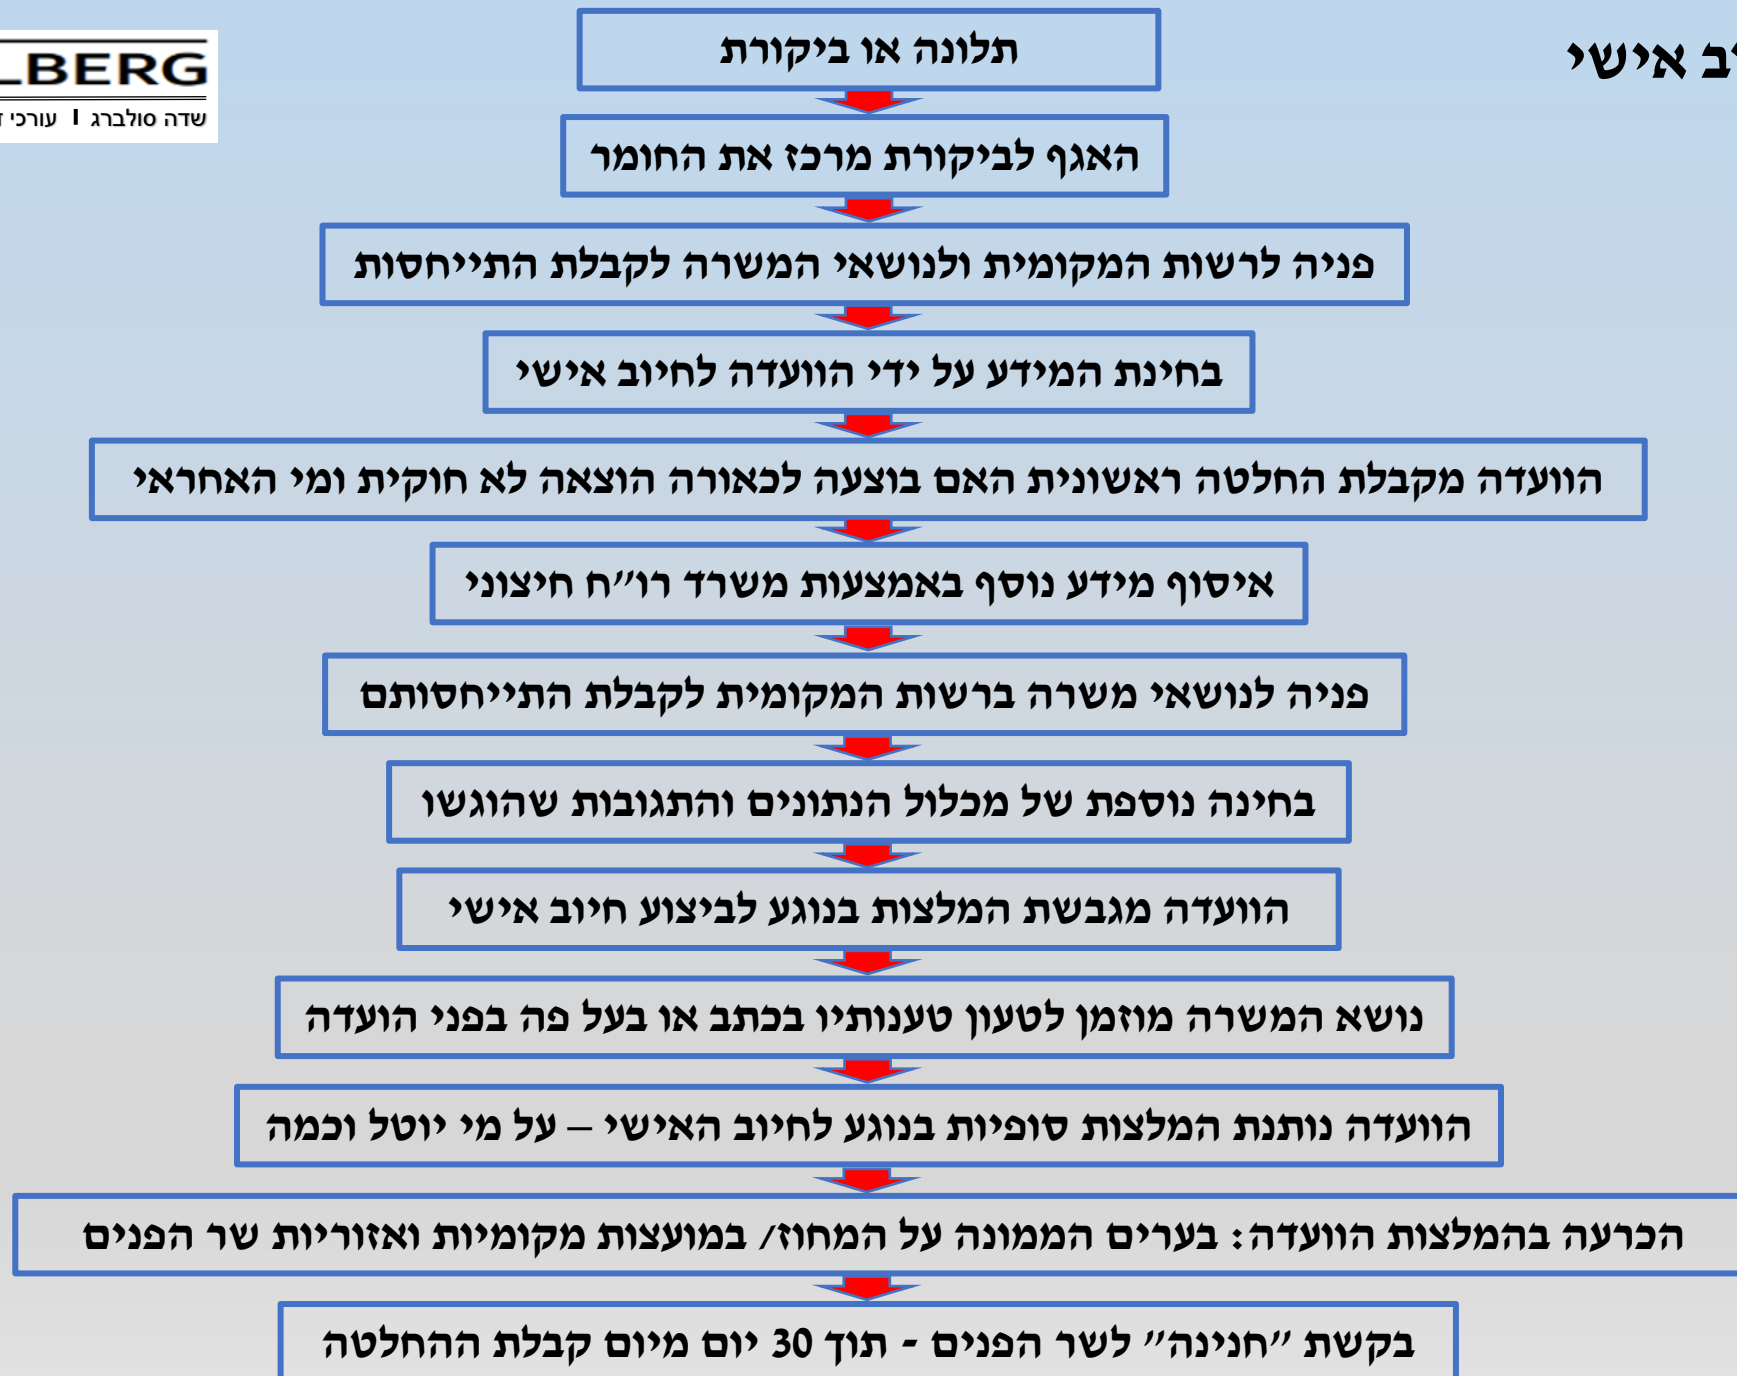 אישי
LBERG
שדה סולברג | עורכי
תלונה או ביקורת
האגף לביקורת מרכז את החומר
פניה לרשות המקומית ולנושאי המשרה לקבלת התייחסות
בחינת המידע על ידי הוועדה לחיוב אישי
הוועדה מקבלת החלטה ראשונית האם בוצעה לכאורה הוצאה לא חוקית ומי האחראי
איסוף מידע נוסף באמצעות משרד רו״ח חיצוני
פניה לנושאי משרה ברשות המקומית לקבלת התייחסותם
בחינה נוספת של מכלול הנתונים והתגובות שהוגשו
הוועדה מגבשת המלצות בנוגע לביצוע חיוב אישי
נושא המשרה מוזמן לטעון טענותיו בכתב או בעל פה בפני הועדה
הוועדה נותנת המלצות סופיות בנוגע לחיוב האישי – על מי יוטל וכמה
הכרעה בהמלצות הוועדה: בערים הממונה על המחוז/ במועצות מקומיות ואזוריות שר הפנים
בקשת ״חנינה״ לשר הפנים - תוך 30 יום מיום קבלת ההחלטה